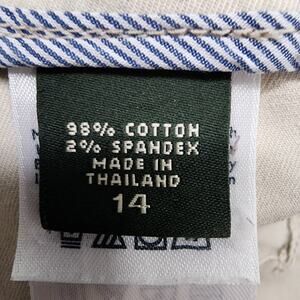 98% COTTON
2% SPANDEX
MADE IN
THAILAND
14